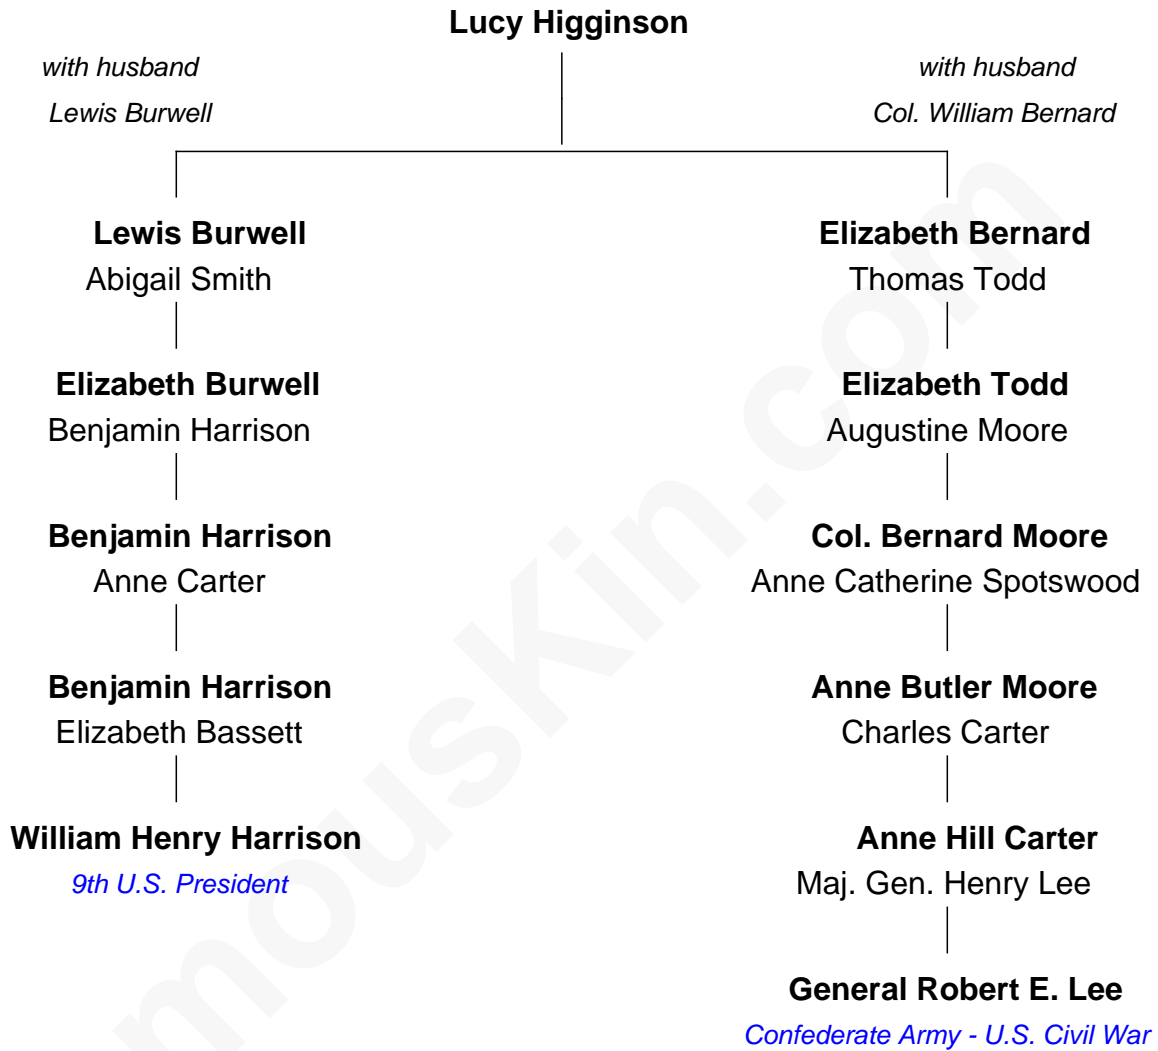 Lucy Higginson
with husband
Lewis Burwell
with husband
Col. William Bernard
Lewis Burwell
Abigail Smith
Elizabeth Bernard
Thomas Todd
Elizabeth Burwell
Benjamin Harrison
Elizabeth Todd
Augustine Moore
Benjamin Harrison
Anne Carter
Col. Bernard Moore
Anne Catherine Spotswood
Benjamin Harrison
Elizabeth Bassett
Anne Butler Moore
Charles Carter
William Henry Harrison
9th U.S. President
Anne Hill Carter
Maj. Gen. Henry Lee
General Robert E. Lee
Confederate Army - U.S. Civil War
mousKin.com